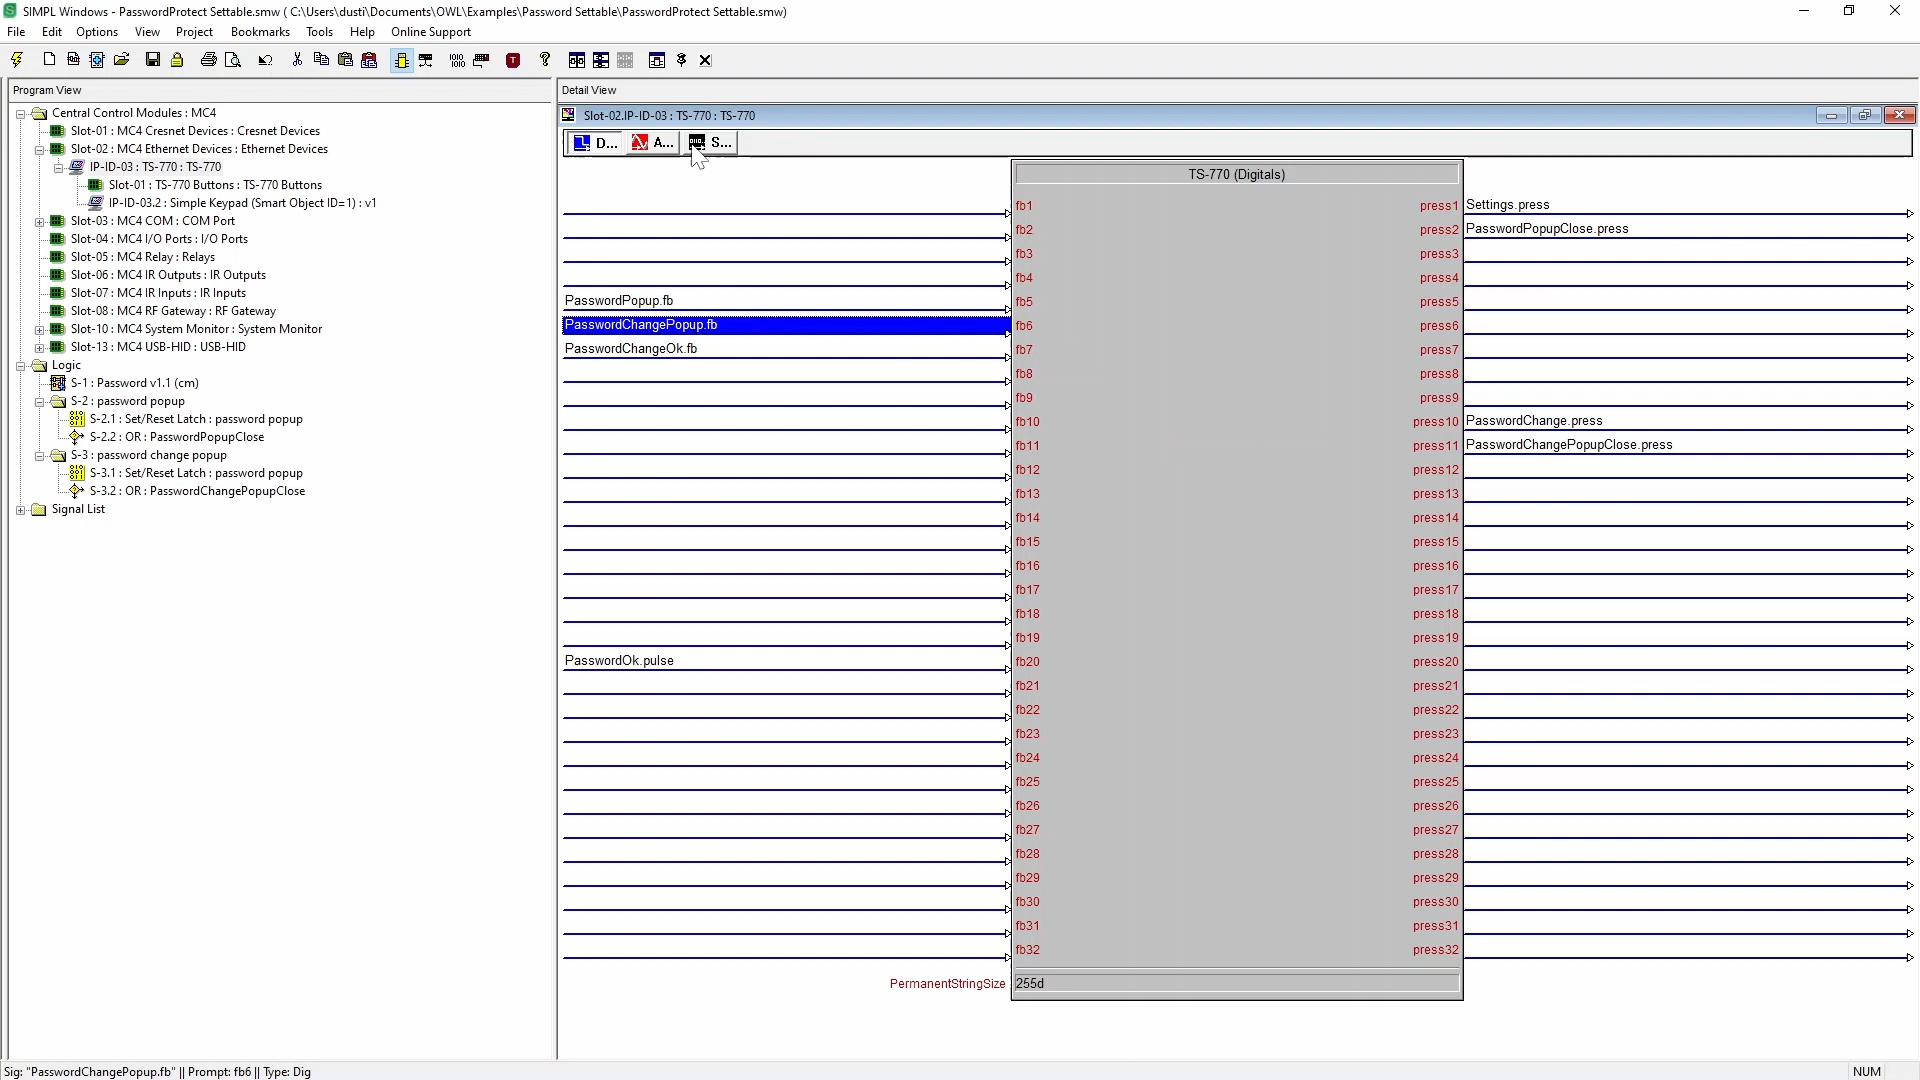 SIMPL Windows - PasswordProtect Settable.smw ( C:\Users\dusti\Documents\OWL\Examples\Password Settable\PasswordProtect Settable.smw)
File Edit Options View Project Bookmarks Tools Help Online Support
Program View
Central Control Modules : MC4
Slot-01 : MC4 Cresnet Devices : Cresnet Devices
Slot-02 : MC4 Ethernet Devices : Ethernet Devices
IP-ID-03 : TS-770 : TS-770
Slot-01 : TS-770 Buttons : TS-770 Buttons
IP-ID-03.2 : Simple Keypad (Smart Object ID=1) : v1
Slot-03 : MC4 COM : COM Port
Slot-04 : MC4 I/O Ports : I/O Ports
Slot-05 : MC4 Relay : Relays
Slot-06 : MC4 IR Outputs : IR Outputs
Slot-07 : MC4 IR Inputs : IR Inputs
Slot-08 : MC4 RF Gateway : RF Gateway
Slot-10 : MC4 System Monitor : System Monitor
Slot-13 : MC4 USB-HID : USB-HID
Logic
S-1 : Password v1.1 (cm)
S-2 : password popup
S-2.1 : Set/Reset Latch : password popup
S-2.2 : OR : PasswordPopupClose
S-3 : password change popup
S-3.1 : Set/Reset Latch : password popup
S-3.2 : OR : PasswordChangePopupClose
Signal List
Detail View
Slot-02.IP-ID-03 : TS-770 : TS-770
D... A... S...
TS-770 (Digitals)
fb1 press1 Settings.press
fb2 press2 PasswordPopupClose.press
fb3 press3
fb4 press4
PasswordPopup.fb fb5 press5
PasswordChangePopup.fb fb6 press6
PasswordChangeOk.fb fb7 press7
fb8 press8
fb9 press9
fb10 press10 PasswordChange.press
fb11 press11 PasswordChangePopupClose.press
fb12 press12
fb13 press13
fb14 press14
fb15 press15
fb16 press16
fb17 press17
fb18 press18
fb19 press19
PasswordOk.pulse fb20 press20
fb21 press21
fb22 press22
fb23 press23
fb24 press24
fb25 press25
fb26 press26
fb27 press27
fb28 press28
fb29 press29
fb30 press30
fb31 press31
fb32 press32
PermanentStringSize 255d
Sig: "PasswordChangePopup.fb" || Prompt: fb6 || Type: Dig
NUM